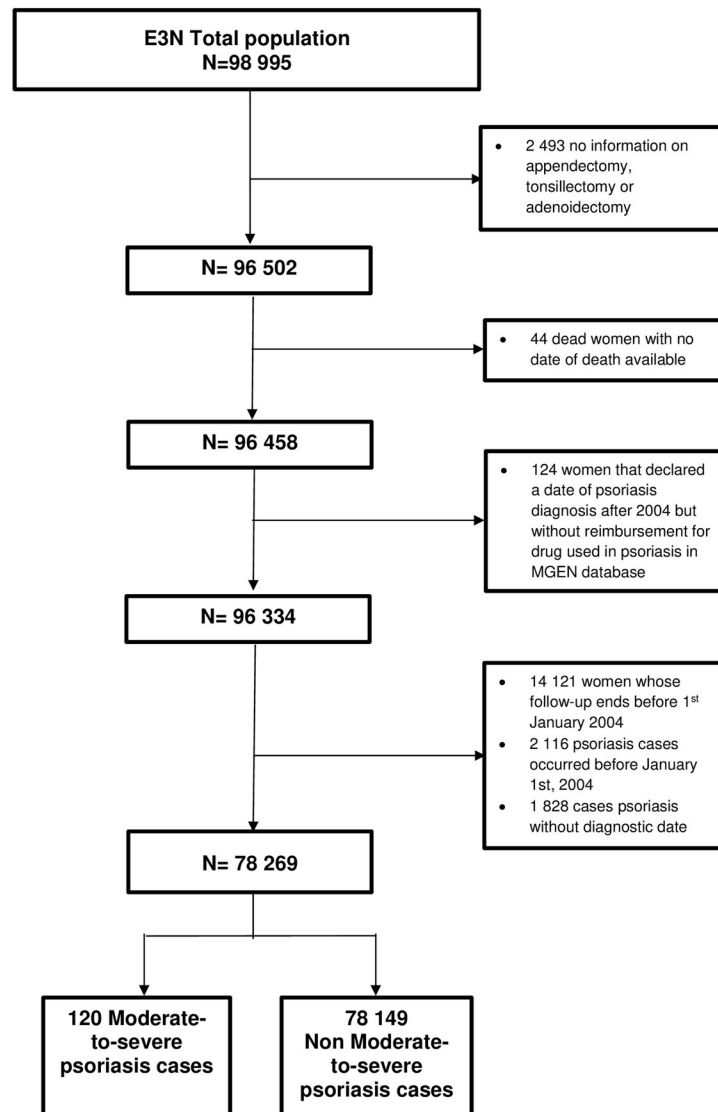 E3N Total population
N=98 995
• 2 493 no information on
appendectomy,
tonsillectomy or
adenoidectomy
N= 96 502
• 44 dead women with no
date of death available
N= 96 458
• 124 women that declared
a date of psoriasis
diagnosis after 2004 but
without reimbursement for
drug used in psoriasis in
MGEN database
N= 96 334
• 14 121 women whose
follow-up ends before 1st
January 2004
• 2 116 psoriasis cases
occurred before January
1st, 2004
• 1 828 cases psoriasis
without diagnostic date
N= 78 269
120 Moderate-
to-severe
psoriasis cases
78 149
Non Moderate-
to-severe
psoriasis cases